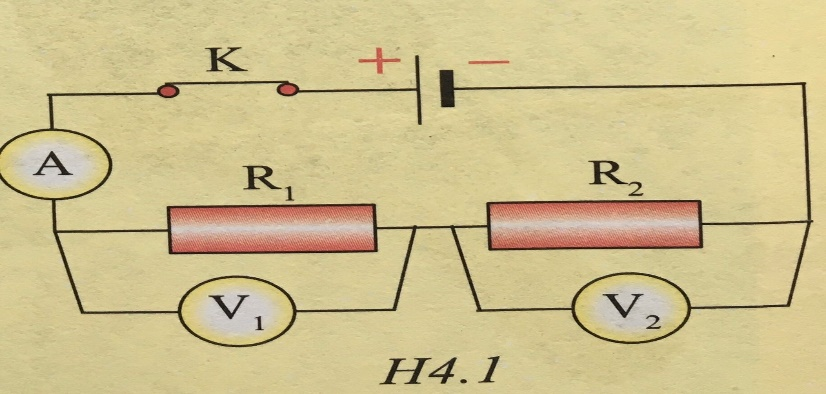 K + −
A
R₁ R₂
V₁ V₂
H4.1